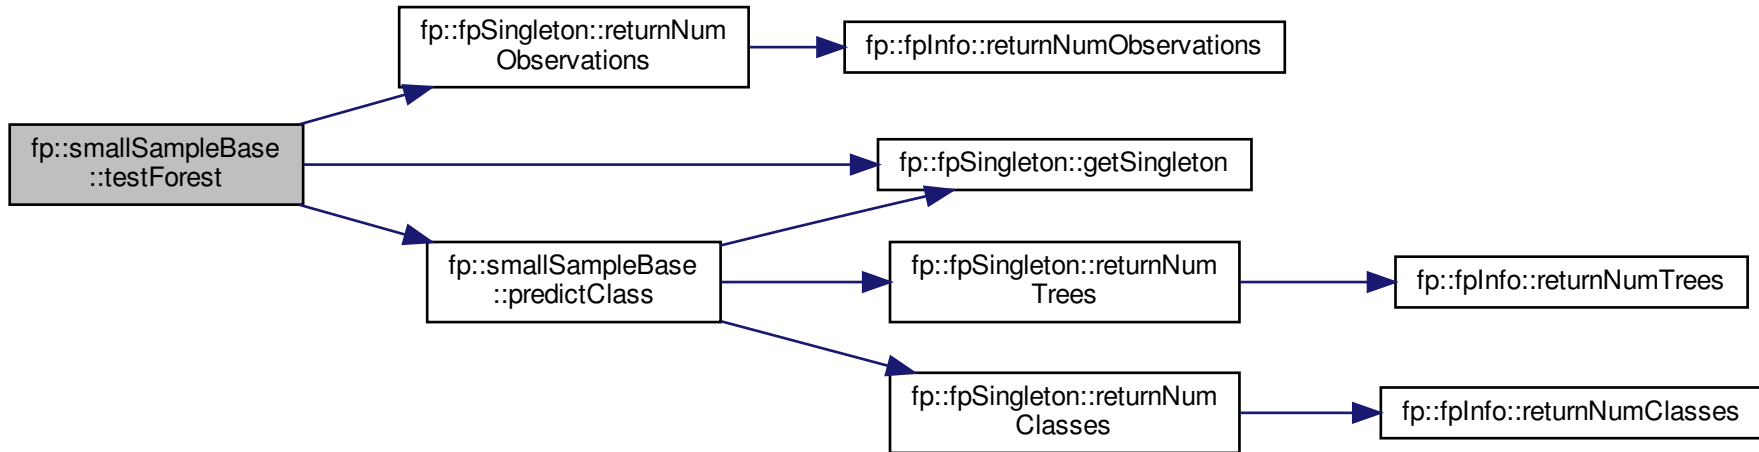 fp::smallSampleBase
::testForest
fp::fpSingleton::returnNum
Observations
fp::fpInfo::returnNumObservations
fp::fpSingleton::getSingleton
fp::smallSampleBase
::predictClass
fp::fpSingleton::returnNum
Trees
fp::fpInfo::returnNumTrees
fp::fpSingleton::returnNum
Classes
fp::fpInfo::returnNumClasses